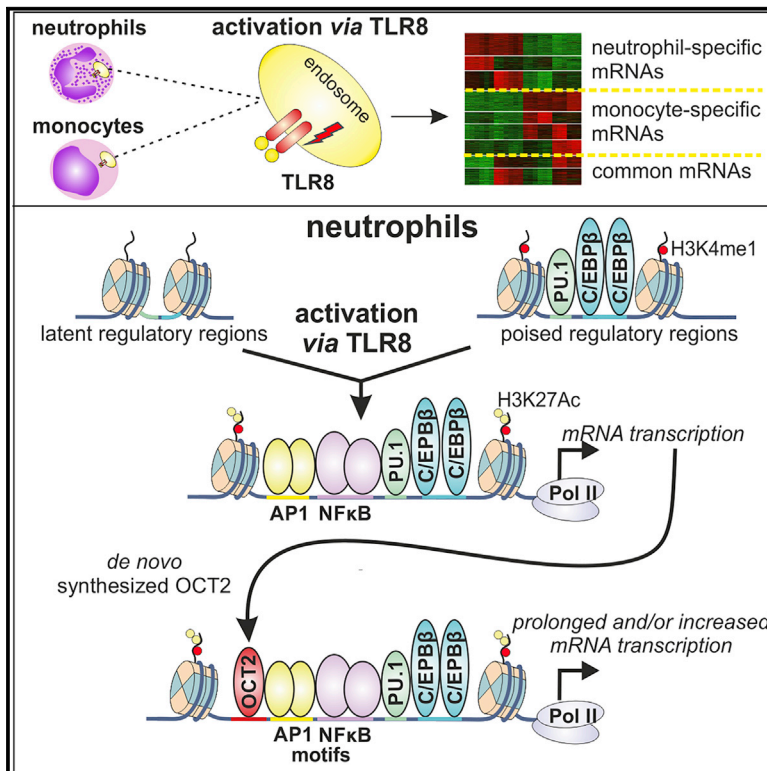 neutrophils
activation via TLR8
monocytes
endosome
TLR8
neutrophil-specific
mRNAs
monocyte-specific
mRNAs
common mRNAs
neutrophils
latent regulatory regions
activation
via TLR8
PU.1
C/EBPβ
C/EBPβ
H3K4me1
poised regulatory regions
H3K27Ac
PU.1
C/EPBβ
C/EBPβ
mRNA transcription
Pol II
AP1 NFκB
de novo
synthesized OCT2
prolonged and/or increased
mRNA transcription
OCT2
PU.1
C/EPBβ
C/EBPβ
Pol II
AP1 NFκB
motifs